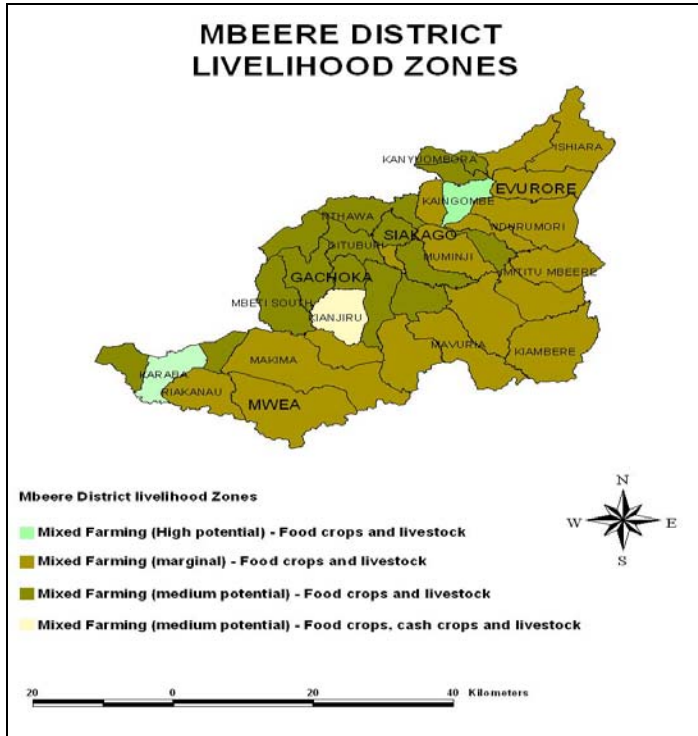 MBEERE DISTRICT
LIVELIHOOD ZONES
ISHIARA
KANYUOMBORA
EVURORE
KAINGOMBE
NTHAWA
SIAKAGO
NDNRUMORI
GITUBURI
MUMINJI
GACHOKA
MITITU MBEERE
MBETI SOUTH
KIANJIRU
MAVURIA
KIAMBERE
MAKIMA
KARABA
RIAKANAU
MWEA
Mbeere District livelihood Zones
Mixed Farming (High potential) - Food crops and livestock
Mixed Farming (marginal) - Food crops and livestock
Mixed Farming (medium potential) - Food crops and livestock
Mixed Farming (medium potential) - Food crops, cash crops and livestock
N
W E
S
20 0 20 40 Kilometers